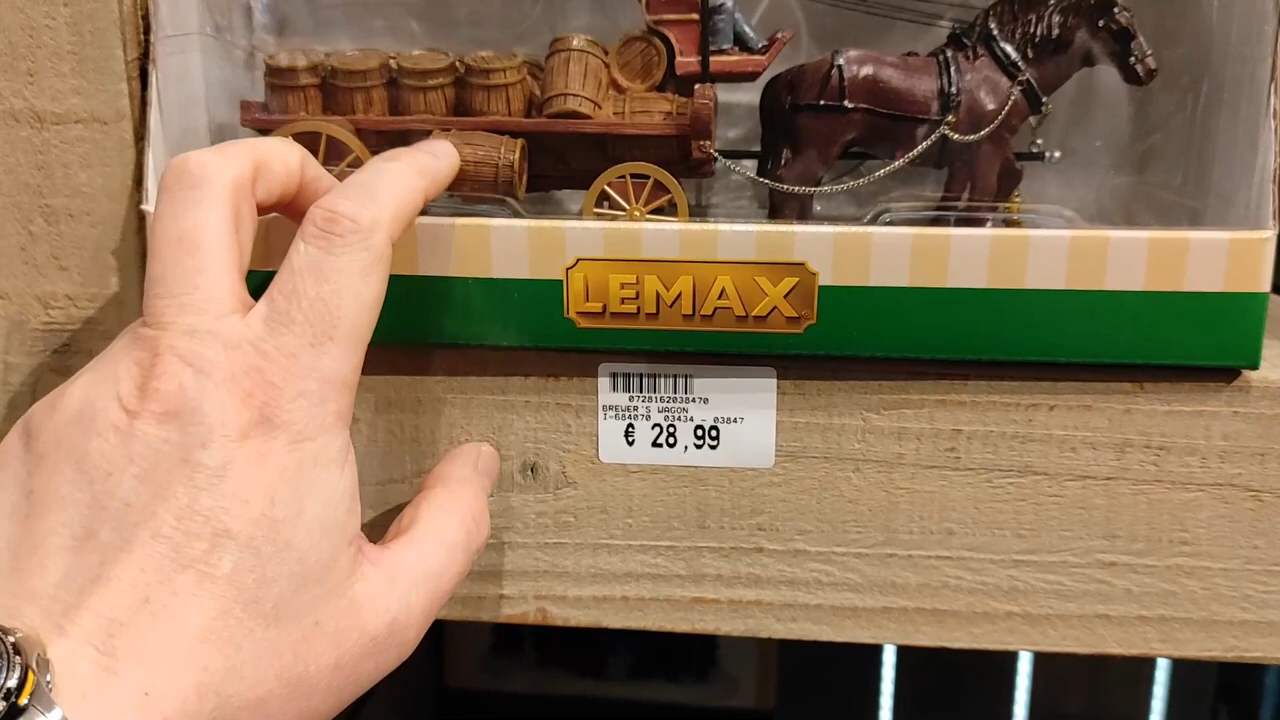 LEMAX
0728162038470
BREWER'S WAGON
I-684070 03434 - 03847
€ 28,99